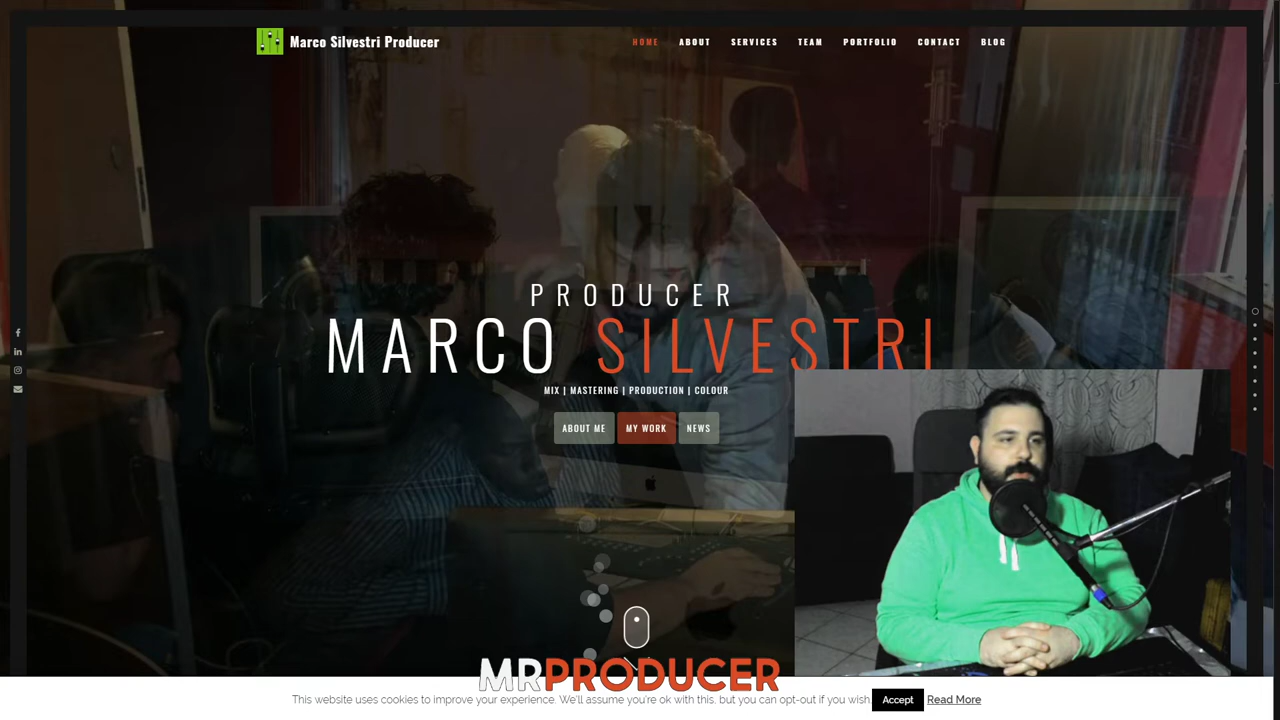 Marco Silvestri Producer
HOME ABOUT SERVICES TEAM PORTFOLIO CONTACT BLOG
PRODUCER
MARCO SILVESTRI
MIX | MASTERING | PRODUCTION | COLOUR
ABOUT ME MY WORK NEWS
MRPRODUCER
This website uses cookies to improve your experience. We'll assume you're ok with this, but you can opt-out if you wish. Accept Read More